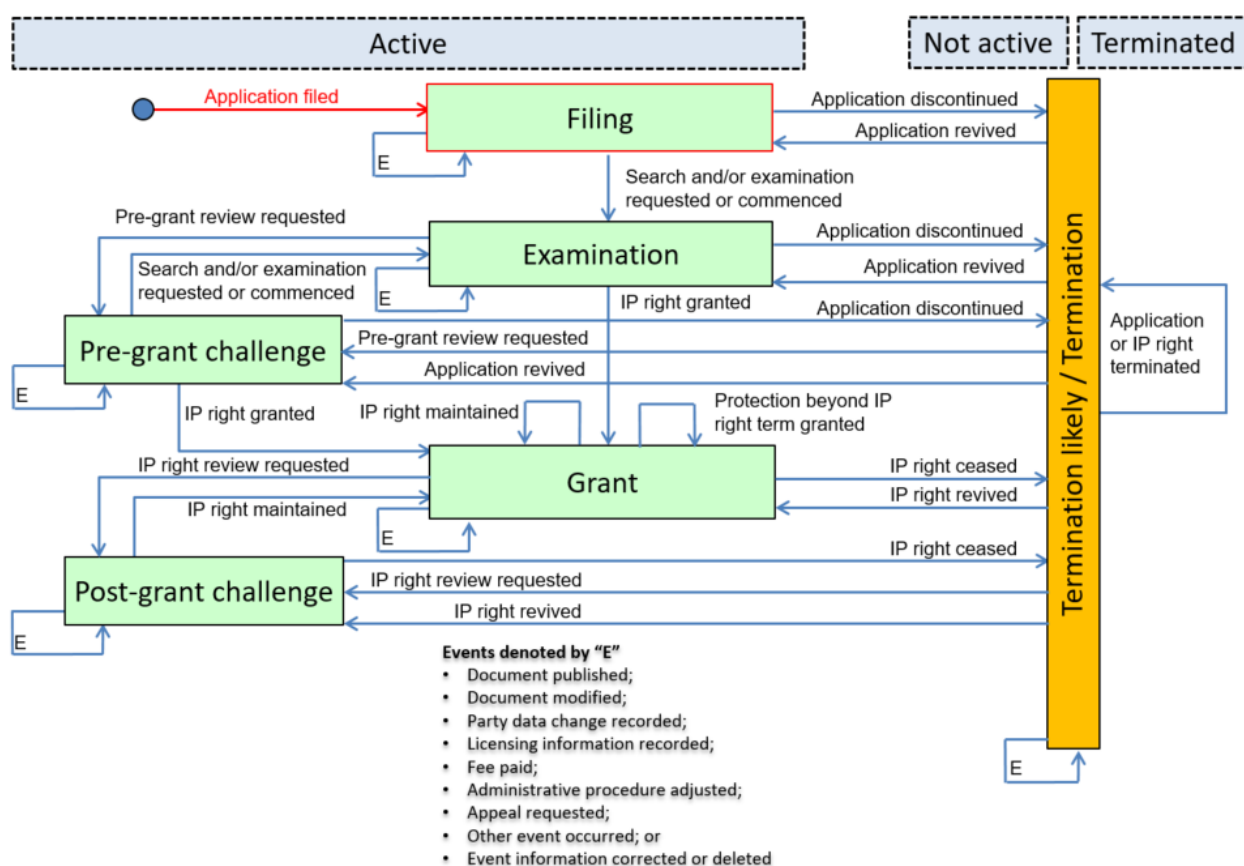 Active
Not active
Terminated
Application filed
Filing
Application discontinued
Application revived
E
Search and/or examination
requested or commenced
Pre-grant review requested
Examination
Application discontinued
Search and/or examination
requested or commenced
Application revived
E
IP right granted
Application discontinued
Pre-grant challenge
Pre-grant review requested
Application revived
E
Application
or IP right
terminated
Termination likely / Termination
IP right granted
IP right maintained
Protection beyond IP
right term granted
IP right review requested
Grant
IP right ceased
IP right revived
IP right maintained
E
IP right ceased
Post-grant challenge
IP right review requested
IP right revived
E
Events denoted by “E”
• Document published;
• Document modified;
• Party data change recorded;
• Licensing information recorded;
• Fee paid;
• Administrative procedure adjusted;
• Appeal requested;
• Other event occurred; or
• Event information corrected or deleted
E